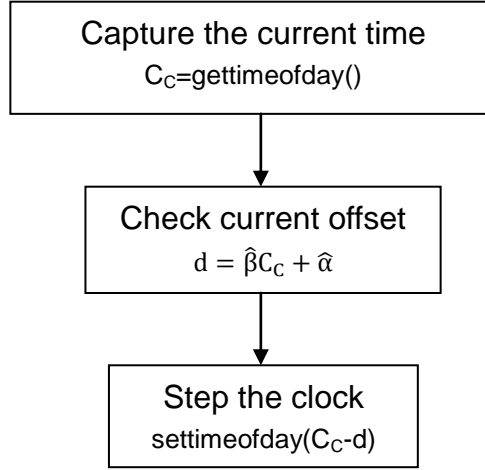 Capture the current time
C_C=gettimeofday()
Check current offset
d = β̂C_C + α̂
Step the clock
settimeofday(C_C-d)